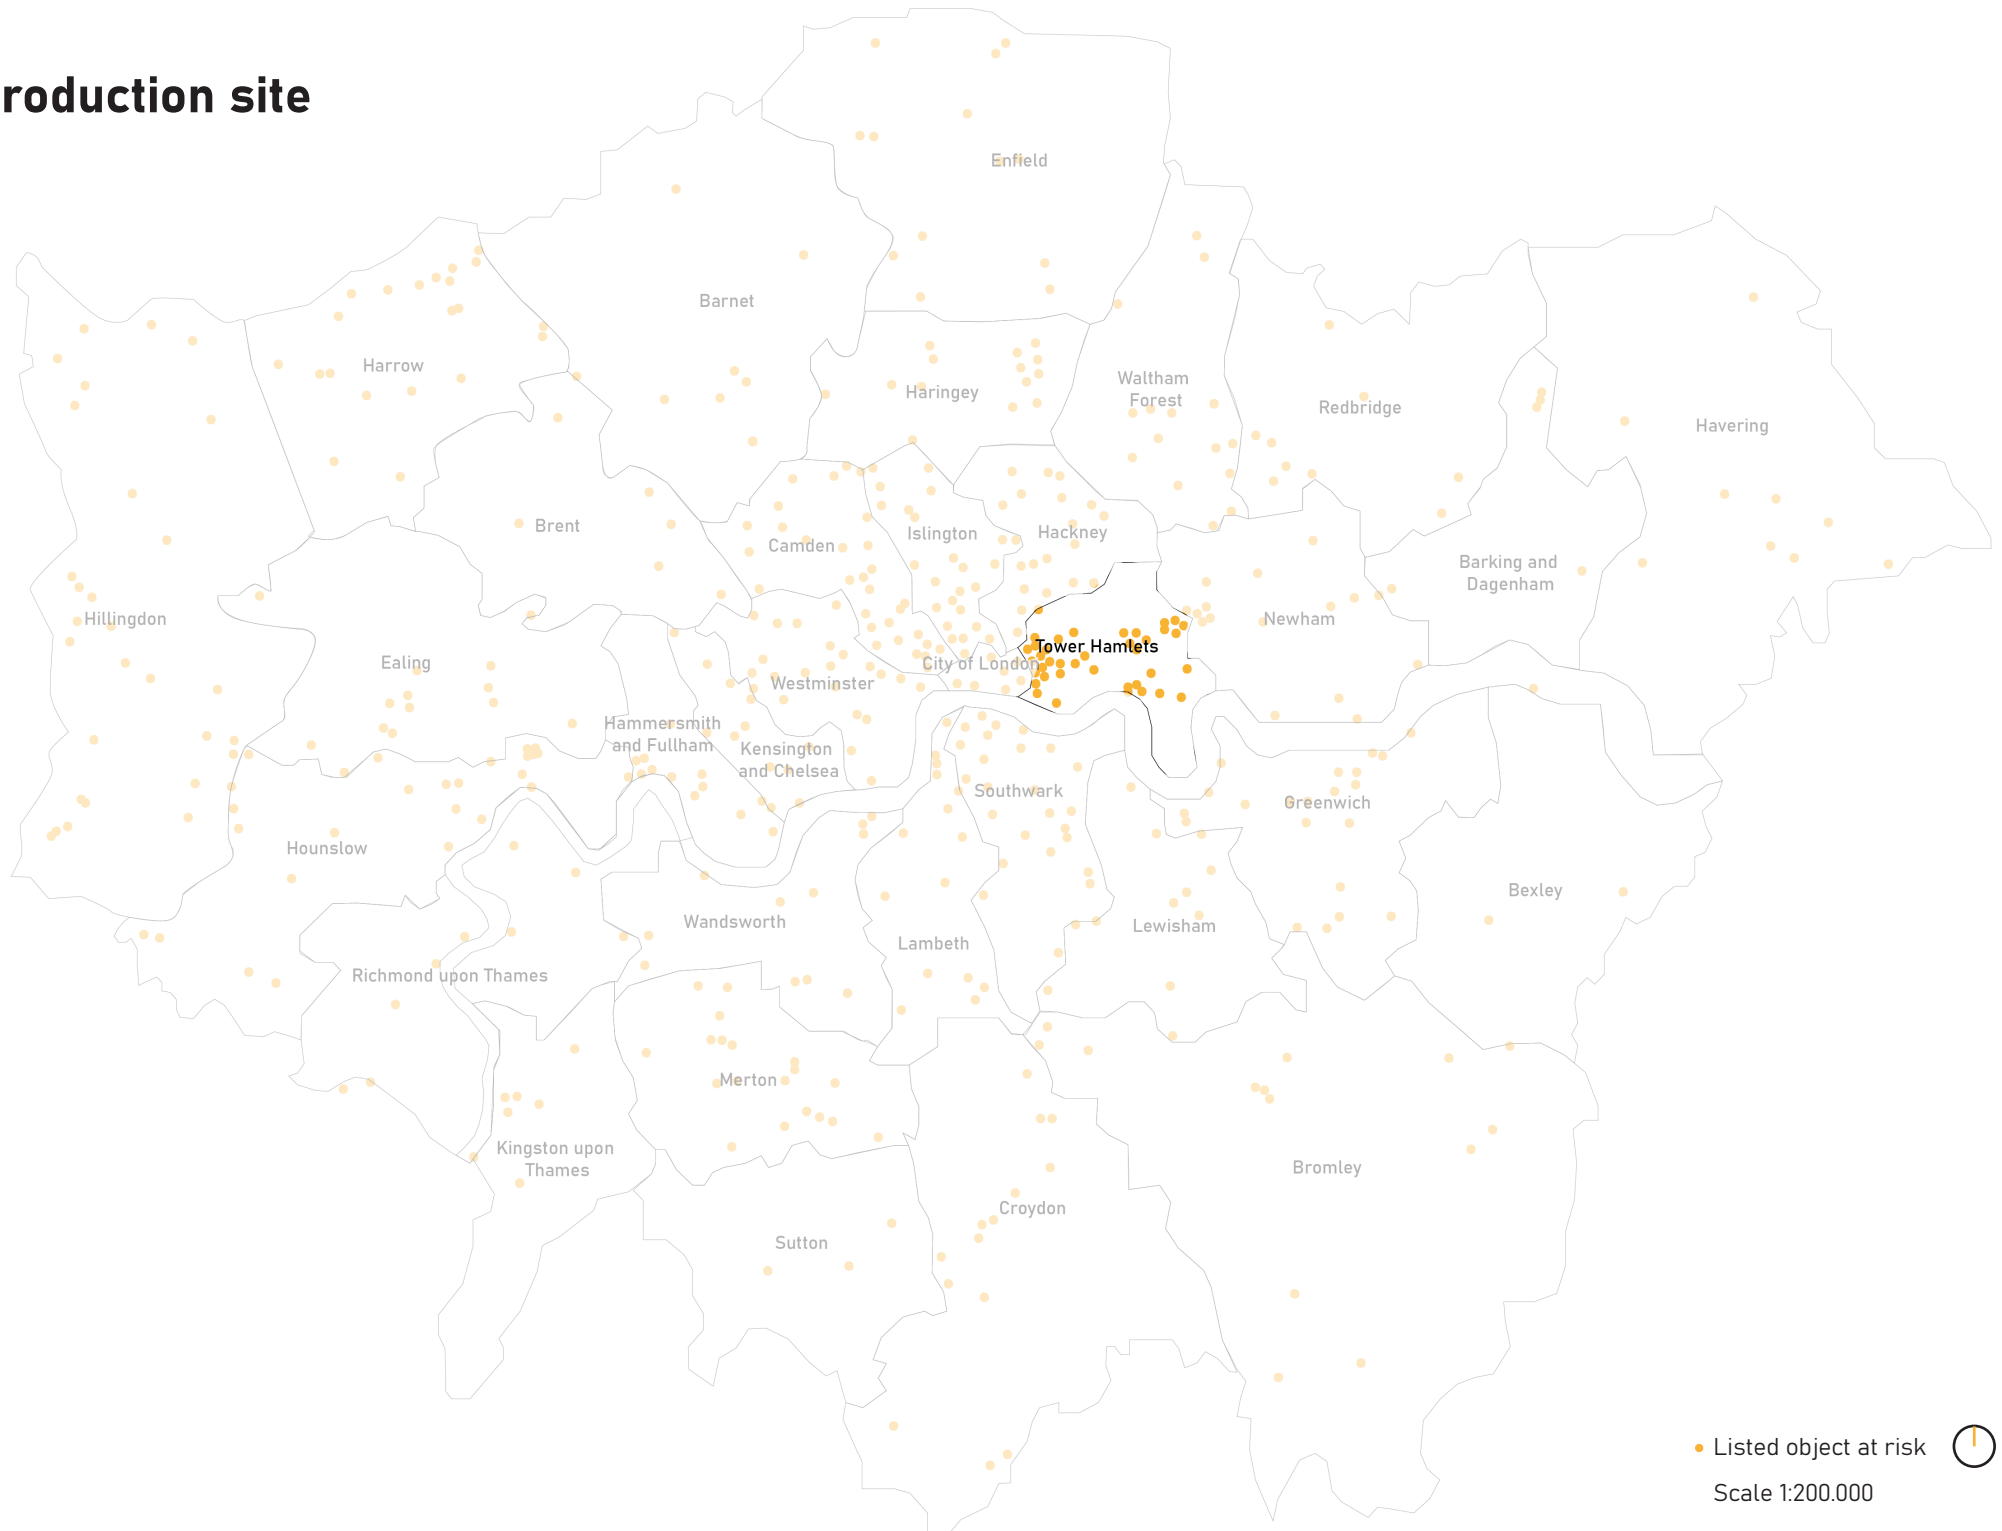 roduction site
Enfield
Barnet
Harrow
Haringey
Waltham
Forest
Redbridge
Havering
Brent
Camden
Islington
Hackney
Barking and
Dagenham
Hillingdon
Newham
Ealing
Tower Hamlets
City of London
Westminster
Hammersmith
and Fullham
Kensington
and Chelsea
Southwark
Greenwich
Hounslow
Bexley
Wandsworth
Lewisham
Lambeth
Richmond upon Thames
Merton
Kingston upon
Thames
Bromley
Croydon
Sutton
Listed object at risk
Scale 1:200.000